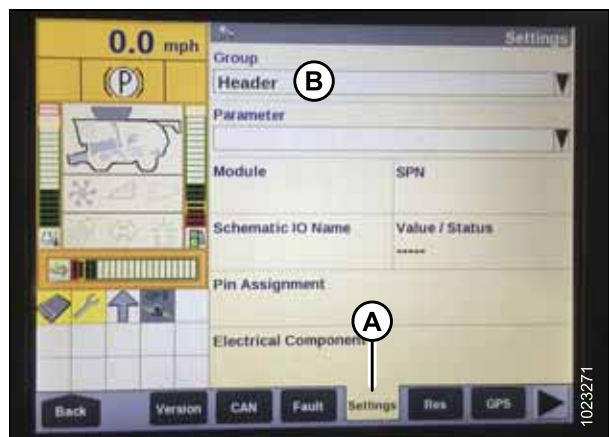 0.0 mph
(P)
Settings
Group
Header
B
Parameter
Module
SPN
Schematic IO Name
Value / Status
-----
Pin Assignment
Electrical Component
A
Back
Version
CAN
Fault
Settings
Res
GPS
1023271